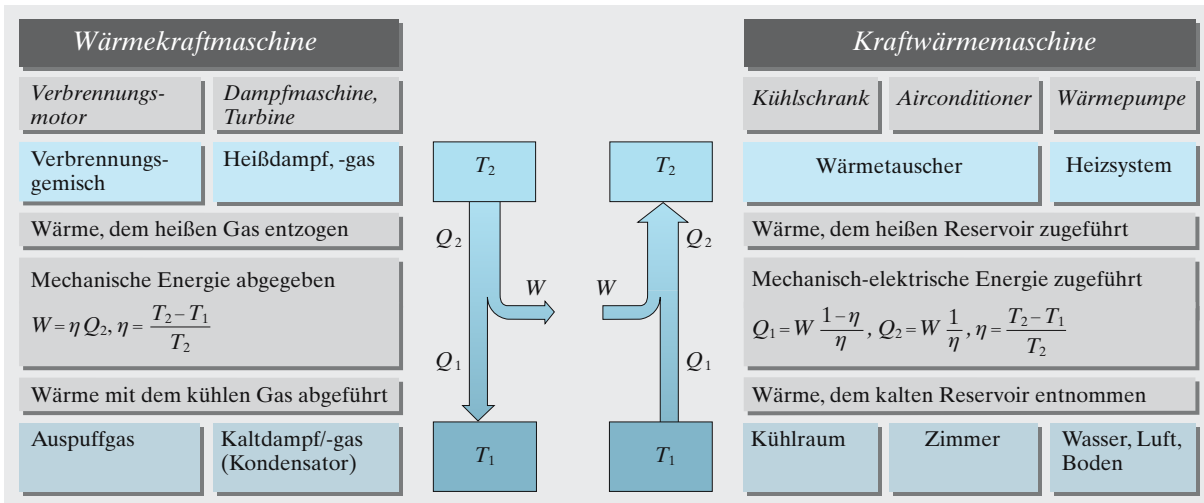 Wärmekraftmaschine
Verbrennungs-
motor
Dampfmaschine,
Turbine
Verbrennungs-
gemisch
Heißdampf, -gas
Wärme, dem heißen Gas entzogen
Mechanische Energie abgegeben
W = η Q₂, η = (T₂ − T₁)/T₂
Wärme mit dem kühlen Gas abgeführt
Auspuffgas
Kaltdampf/-gas
(Kondensator)
T₂
Q₂
W
Q₁
T₁
T₂
Q₂
W
Q₁
T₁
Kraftwärmemaschine
Kühlschrank
Airconditioner
Wärmepumpe
Wärmetauscher
Heizsystem
Wärme, dem heißen Reservoir zugeführt
Mechanisch-elektrische Energie zugeführt
Q₁ = W (1 − η)/η, Q₂ = W 1/η, η = (T₂ − T₁)/T₂
Wärme, dem kalten Reservoir entnommen
Kühlraum
Zimmer
Wasser, Luft,
Boden